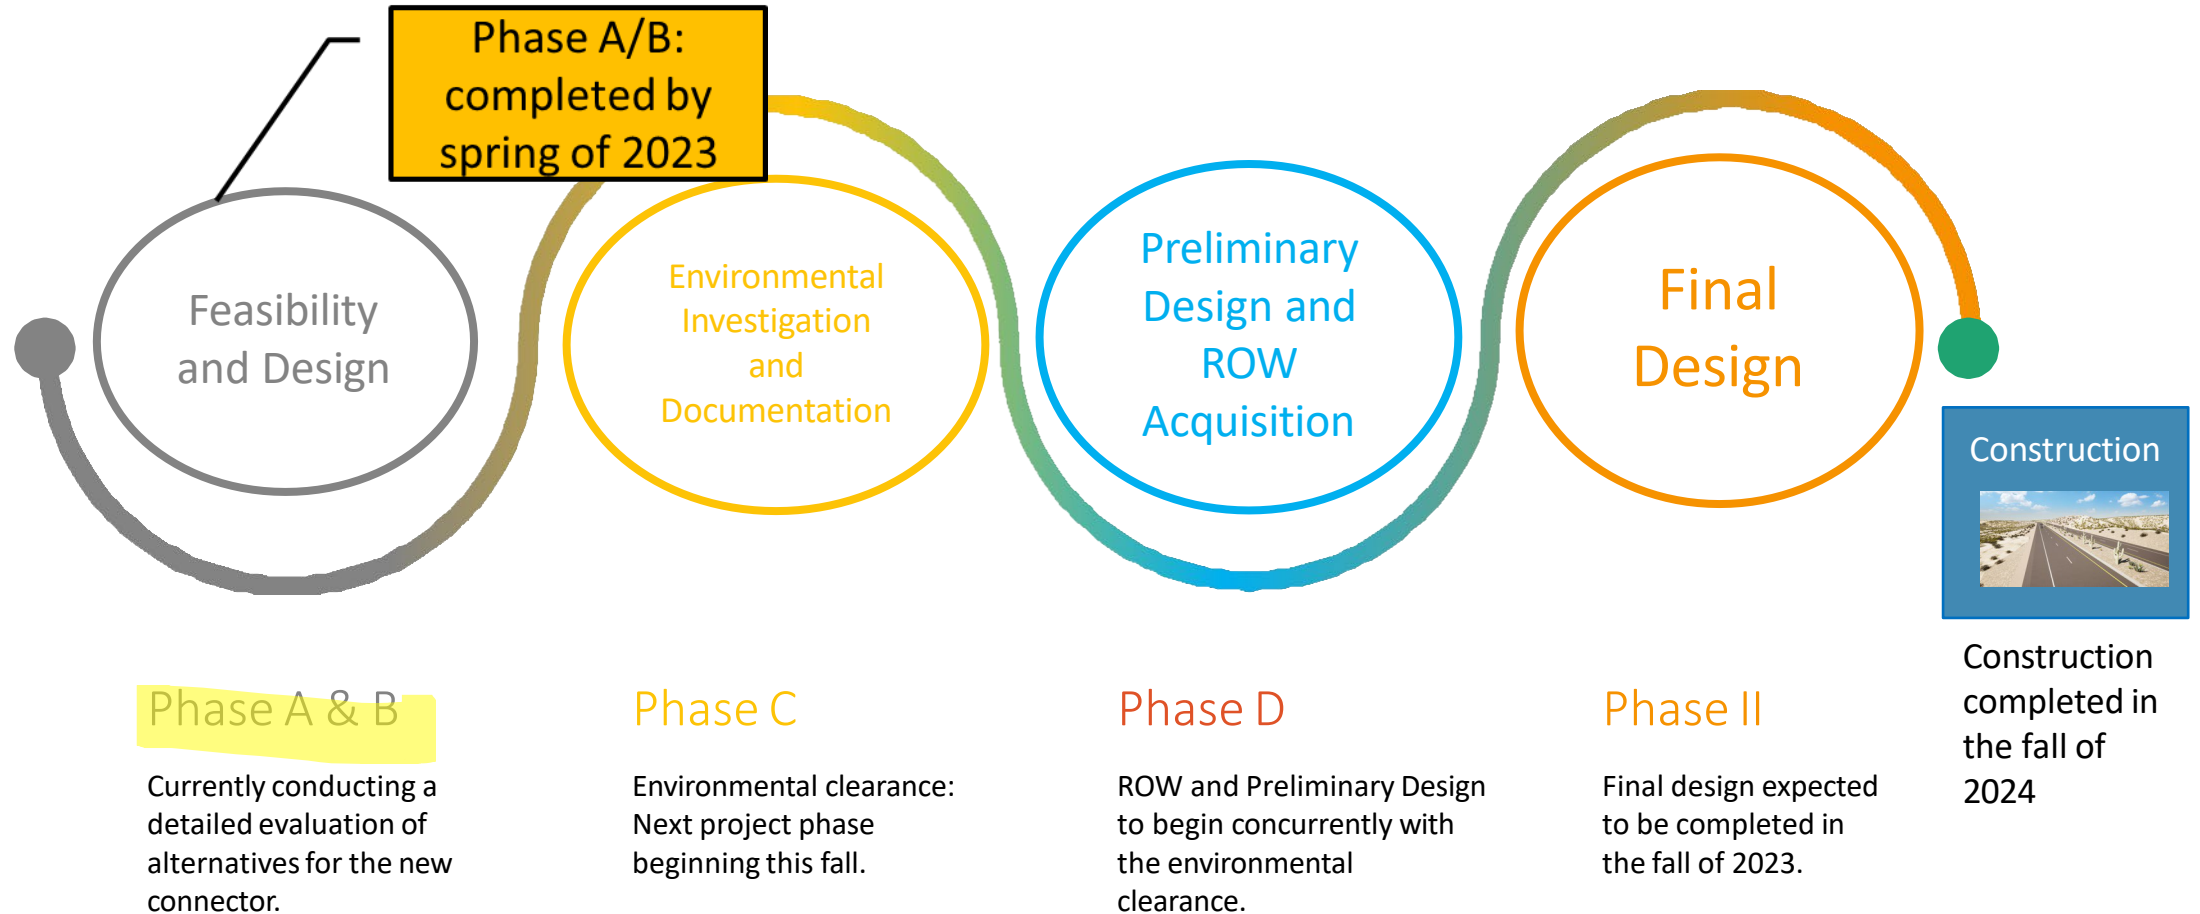 Phase A/B:
completed by
spring of 2023
Feasibility
and Design
Environmental
Investigation
and
Documentation
Preliminary
Design and
ROW
Acquisition
Final
Design
Construction
Phase A & B
Currently conducting a
detailed evaluation of
alternatives for the new
connector.
Phase C
Environmental clearance:
Next project phase
beginning this fall.
Phase D
ROW and Preliminary Design
to begin concurrently with
the environmental
clearance.
Phase II
Final design expected
to be completed in
the fall of 2023.
Construction
completed in
the fall of
2024